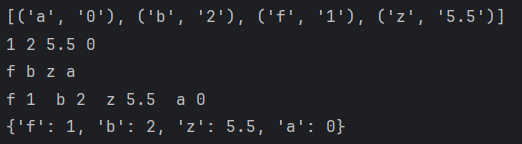 [('a', '0'), ('b', '2'), ('f', '1'), ('z', '5.5')]
1 2 5.5 0
f b z a
f 1  b 2  z 5.5  a 0
{'f': 1, 'b': 2, 'z': 5.5, 'a': 0}